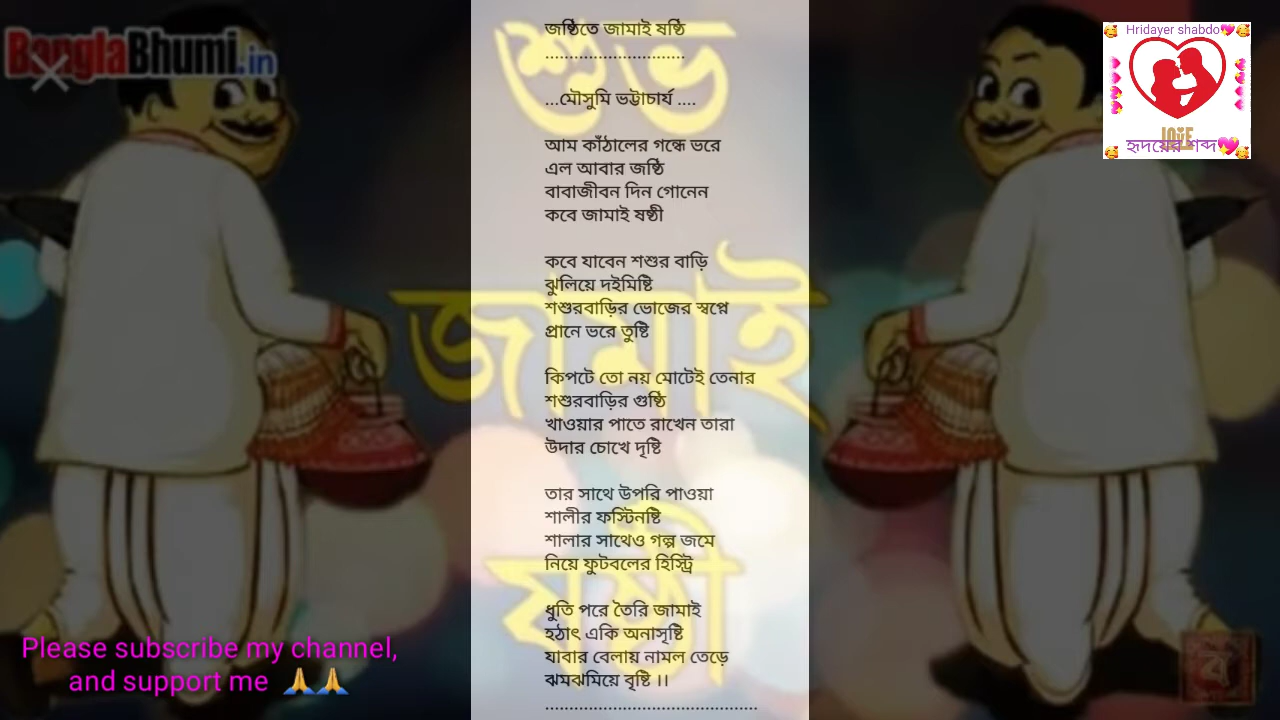 BanglaBhumi.in
Hridayer shabdo💖🥰
LOVE
হৃদয়ের শব্দ💖
শুভ
জামাই
ষষ্ঠী
জষ্ঠিতে জামাই ষষ্ঠি
.............................
...মৌসুমি ভট্টাচার্য ....
আম কাঁঠালের গন্ধে ভরে
এল আবার জষ্ঠি
বাবাজীবন দিন গোনেন
কবে জামাই ষষ্ঠী
কবে যাবেন শশুর বাড়ি
ঝুলিয়ে দইমিষ্টি
শশুরবাড়ির ভোজের স্বপ্নে
প্রানে ভরে তুষ্টি
কিপটে তো নয় মোটেই তেনার
শশুরবাড়ির গুষ্ঠি
খাওয়ার পাতে রাখেন তারা
উদার চোখে দৃষ্টি
তার সাথে উপরি পাওয়া
শালীর ফস্টিনষ্টি
শালার সাথেও গল্প জমে
নিয়ে ফুটবলের হিস্ট্রি
ধুতি পরে তৈরি জামাই
হঠাৎ একি অনাসৃষ্টি
যাবার বেলায় নামল তেড়ে
ঝমঝমিয়ে বৃষ্টি ।।
............................................
Please subscribe my channel,
and support me 🙏🙏
ব